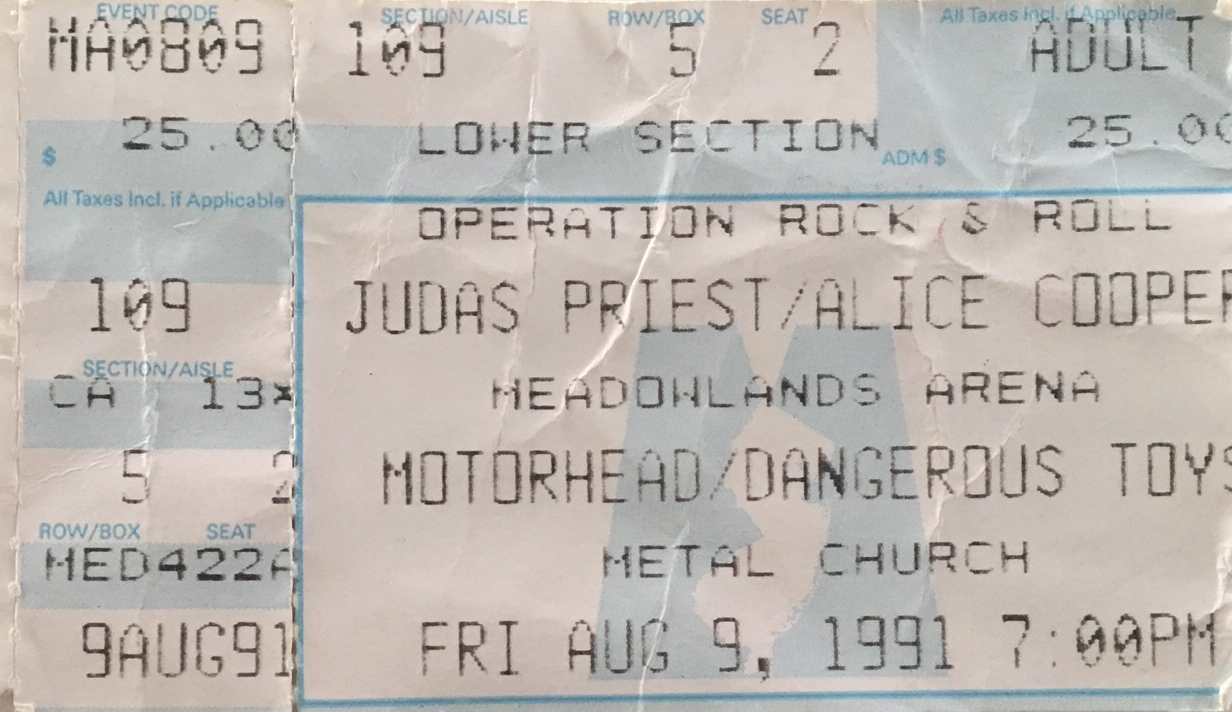 EVENT CODE SECTION/AISLE ROW/BOX SEAT All Taxes Incl. if Applicable
MA0809 109 5 2 ADULT
25.00 LOWER SECTION 25.00
$ ADM $
All Taxes Incl. if Applicable
OPERATION ROCK & ROLL
109 JUDAS PRIEST/ALICE COOPER
SECTION/AISLE
CA 13× MEADOWLANDS ARENA
5 2 MOTORHEAD/DANGEROUS TOYS
ROW/BOX SEAT
MED422A METAL CHURCH
9AUG91 FRI AUG 9, 1991 7:00PM